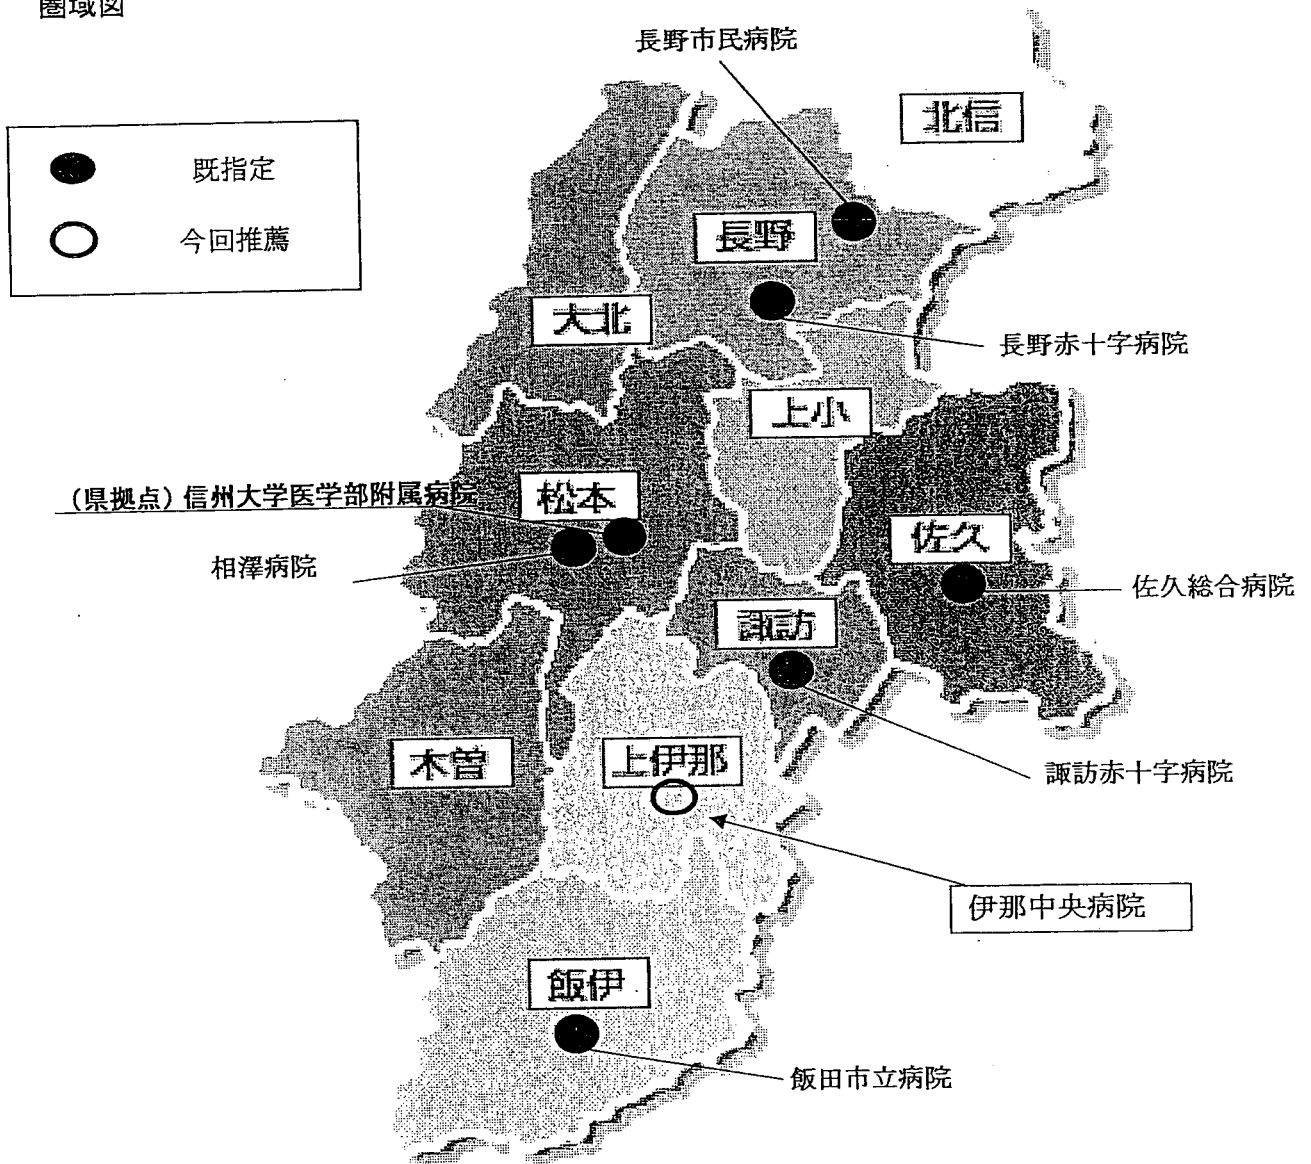 圏域図
長野市民病院
北信
既指定
今回推薦
長野
大北
長野赤十字病院
上小
(県拠点)信州大学医学部附属病院
松本
佐久
相澤病院
佐久総合病院
諏訪
木曽
上伊那
諏訪赤十字病院
伊那中央病院
飯伊
飯田市立病院